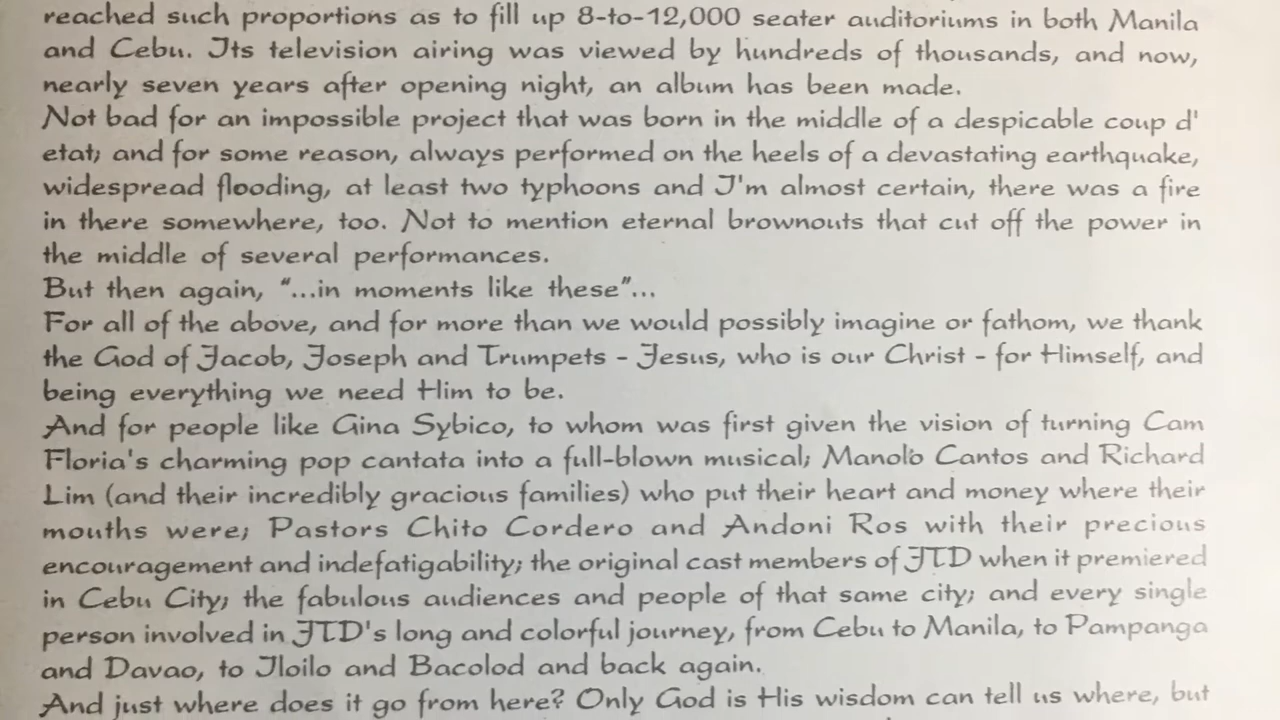 reached such proportions as to fill up 8-to-12,000 seater auditoriums in both Manila
and Cebu. Its television airing was viewed by hundreds of thousands, and now,
nearly seven years after opening night, an album has been made.
Not bad for an impossible project that was born in the middle of a despicable coup d'
etat; and for some reason, always performed on the heels of a devastating earthquake,
widespread flooding, at least two typhoons and I'm almost certain, there was a fire
in there somewhere, too. Not to mention eternal brownouts that cut off the power in
the middle of several performances.
But then again, "...in moments like these"...
For all of the above, and for more than we would possibly imagine or fathom, we thank
the God of Jacob, Joseph and Trumpets - Jesus, who is our Christ - for Himself, and
being everything we need Him to be.
And for people like Gina Sybico, to whom was first given the vision of turning Cam
Floria's charming pop cantata into a full-blown musical; Manolo Cantos and Richard
Lim (and their incredibly gracious families) who put their heart and money where their
mouths were; Pastors Chito Cordero and Andoni Ros with their precious
encouragement and indefatigability; the original cast members of JTD when it premiered
in Cebu City; the fabulous audiences and people of that same city; and every single
person involved in JTD's long and colorful journey, from Cebu to Manila, to Pampanga
and Davao, to Iloilo and Bacolod and back again.
And just where does it go from here? Only God is His wisdom can tell us where, but